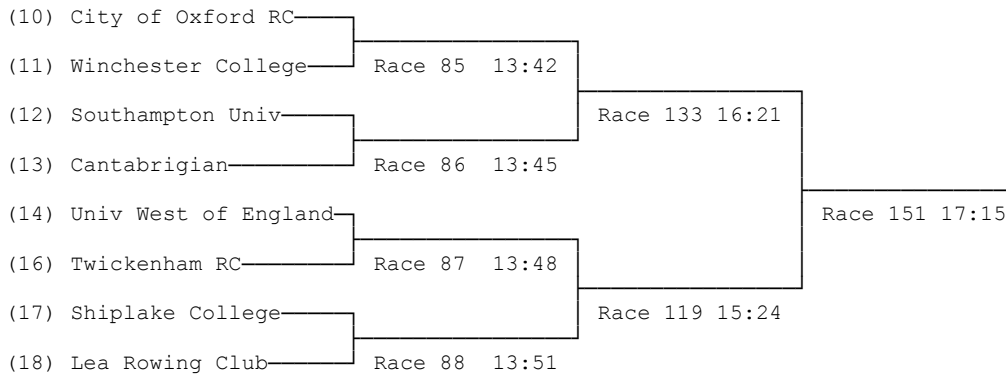 (10) City of Oxford RC
(11) Winchester College Race 85 13:42
(12) Southampton Univ Race 133 16:21
(13) Cantabrigian Race 86 13:45
(14) Univ West of England Race 151 17:15
(16) Twickenham RC Race 87 13:48
(17) Shiplake College Race 119 15:24
(18) Lea Rowing Club Race 88 13:51